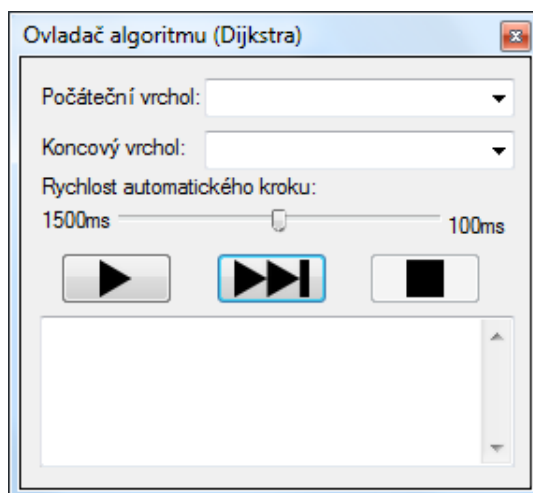 Ovladač algoritmu (Dijkstra)
Počáteční vrchol:
Koncový vrchol:
Rychlost automatického kroku:
1500ms 100ms